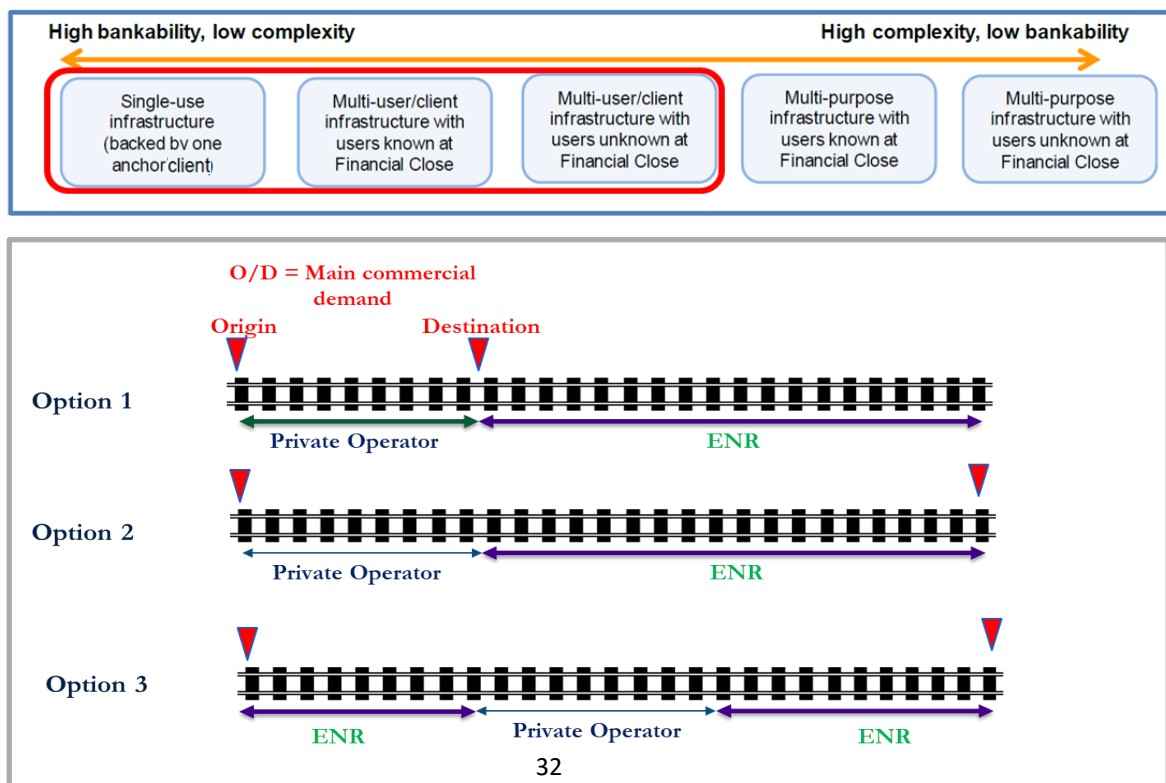 High bankability, low complexity
High complexity, low bankability
Single-use
infrastructure
(backed by one
anchor client)
Multi-user/client
infrastructure with
users known at
Financial Close
Multi-user/client
infrastructure with
users unknown at
Financial Close
Multi-purpose
infrastructure with
users known at
Financial Close
Multi-purpose
infrastructure with
users unknown at
Financial Close
O/D = Main commercial
demand
Origin
Destination
Option 1
Private Operator
ENR
Option 2
Private Operator
ENR
Option 3
ENR
Private Operator
ENR
32